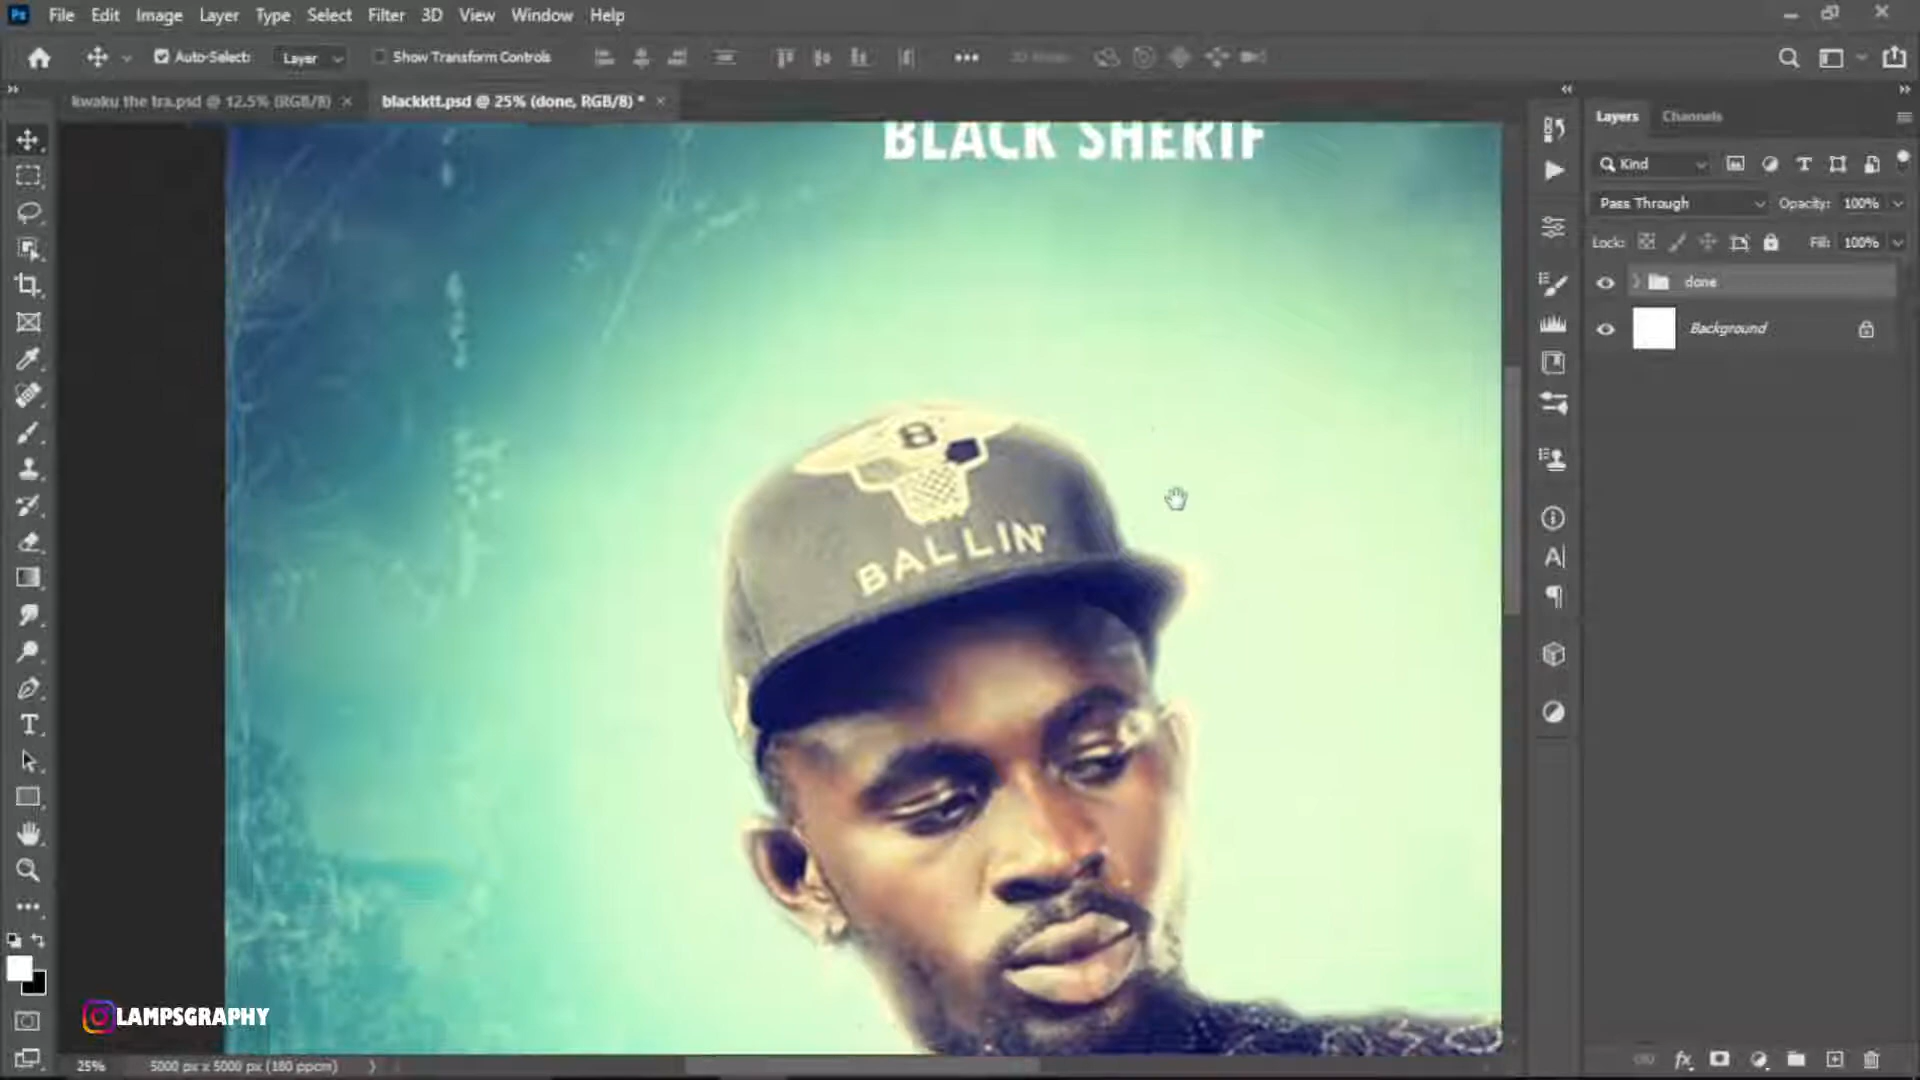 Ps File Edit Image Layer Type Select Filter 3D View Window Help
Auto-Select: Layer Show Transform Controls
kwaku the tra.psd @ 12.5% (RGB/8) × blackktt.psd @ 25% (done, RGB/8) * ×
Layers Channels
BLACK SHERIF
Kind
Pass Through Opacity: 100%
Lock: Fill: 100%
done
Background
8
BALLIN'
LAMPSGRAPHY
25% 5000 px x 5000 px (180 ppcm)